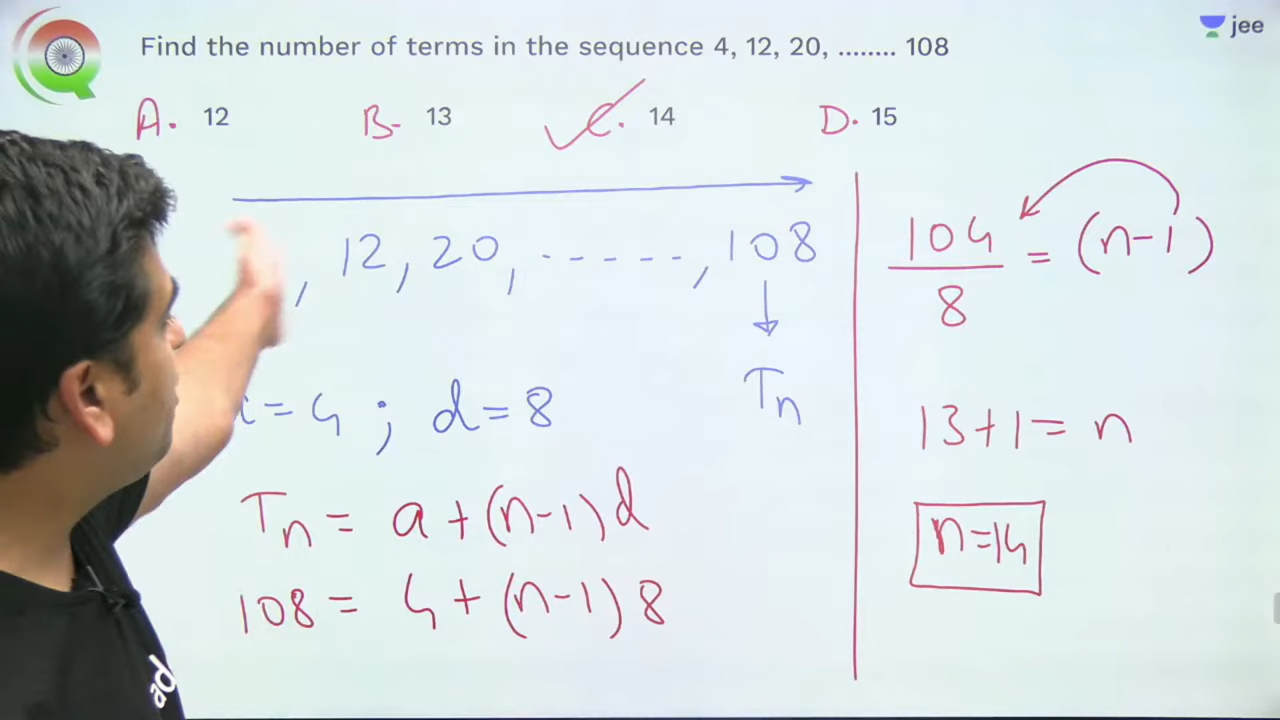 Find the number of terms in the sequence 4, 12, 20, ........ 108
jee
A. 12 B- 13 C. 14 D. 15
, 12, 20, ----- , 108
Tn
= 4 ; d = 8
Tn = a + (n-1) d
108 = 4 + (n-1) 8
104/8 = (n-1)
13+1 = n
n=14